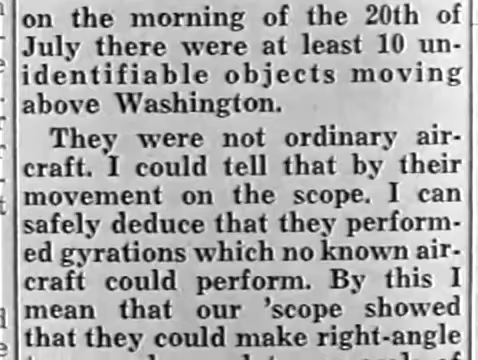 on the morning of the 20th of
July there were at least 10 un-
identifiable objects moving
above Washington.
They were not ordinary air-
craft. I could tell that by their
movement on the scope. I can
safely deduce that they perform-
ed gyrations which no known air-
craft could perform. By this I
mean that our 'scope showed
that they could make right-angle